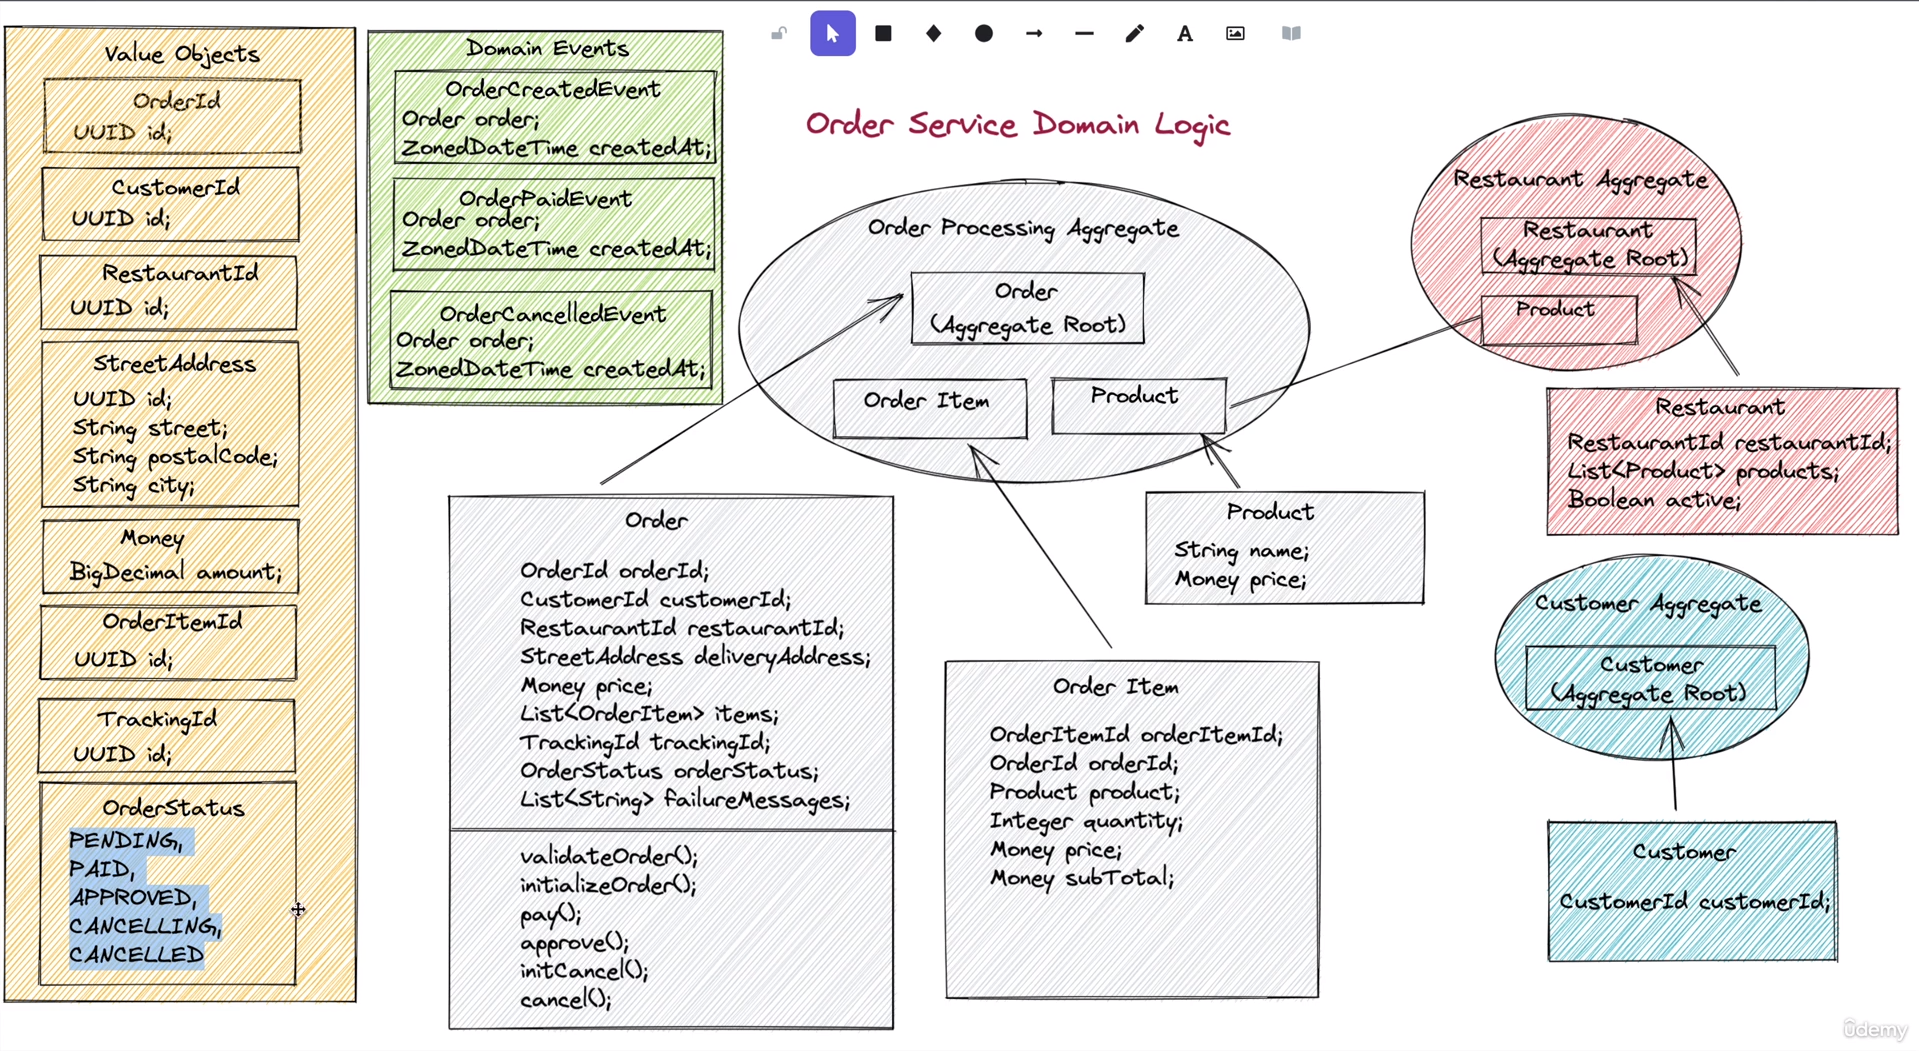 Value Objects
OrderId
UUID id;
CustomerId
UUID id;
RestaurantId
UUID id;
StreetAddress
UUID id;
String street;
String postalCode;
String city;
Money
BigDecimal amount;
OrderItemId
UUID id;
TrackingId
UUID id;
OrderStatus
PENDING,
PAID,
APPROVED,
CANCELLING,
CANCELLED
Domain Events
OrderCreatedEvent
Order order;
ZonedDateTime createdAt;
OrderPaidEvent
Order order;
ZonedDateTime createdAt;
OrderCancelledEvent
Order order;
ZonedDateTime createdAt;
A
Order Service Domain Logic
Order Processing Aggregate
Order
(Aggregate Root)
Order Item
Product
Restaurant Aggregate
Restaurant
(Aggregate Root)
Product
Restaurant
RestaurantId restaurantId;
List<Product> products;
Boolean active;
Order
OrderId orderId;
CustomerId customerId;
RestaurantId restaurantId;
StreetAddress deliveryAddress;
Money price;
List<OrderItem> items;
TrackingId trackingId;
OrderStatus orderStatus;
List<String> failureMessages;
validateOrder();
initializeOrder();
pay();
approve();
initCancel();
cancel();
Product
String name;
Money price;
Order Item
OrderItemId orderItemId;
OrderId orderId;
Product product;
Integer quantity;
Money price;
Money subTotal;
Customer Aggregate
Customer
(Aggregate Root)
Customer
CustomerId customerId;
ûdemy